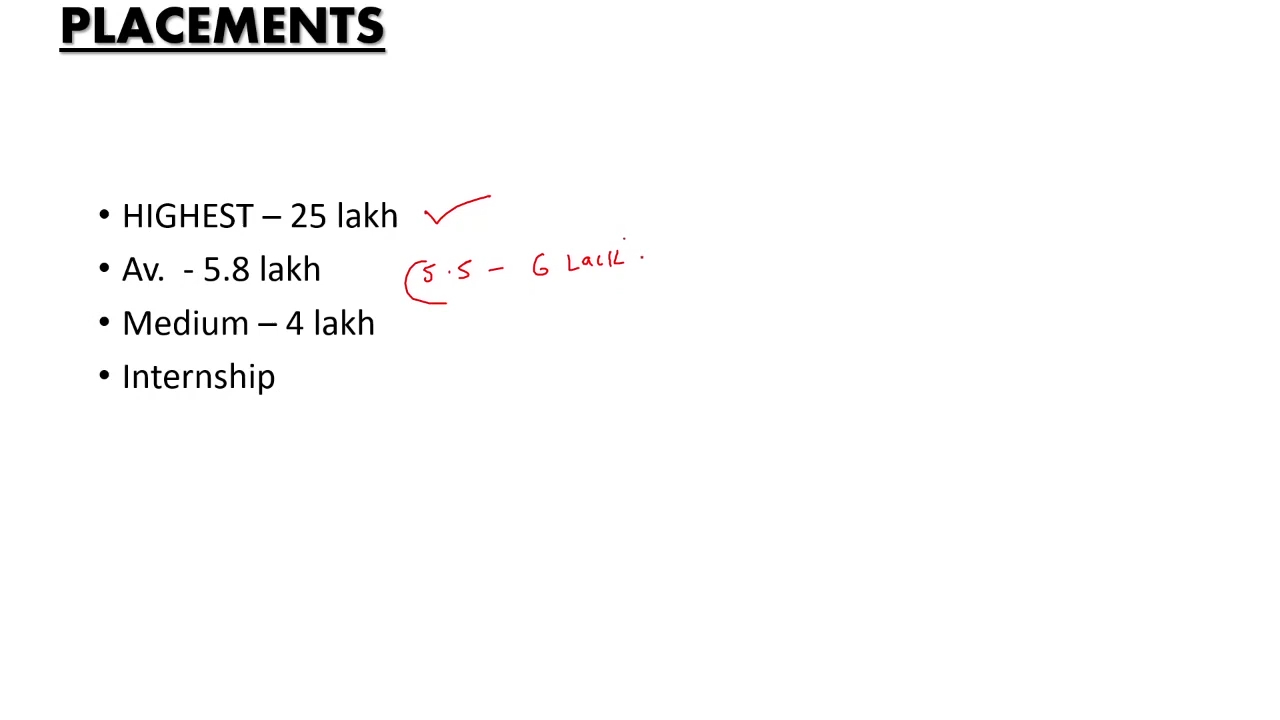 PLACEMENTS
• HIGHEST – 25 lakh
• Av. - 5.8 lakh 5.5 – 6 Lack.
• Medium – 4 lakh
• Internship